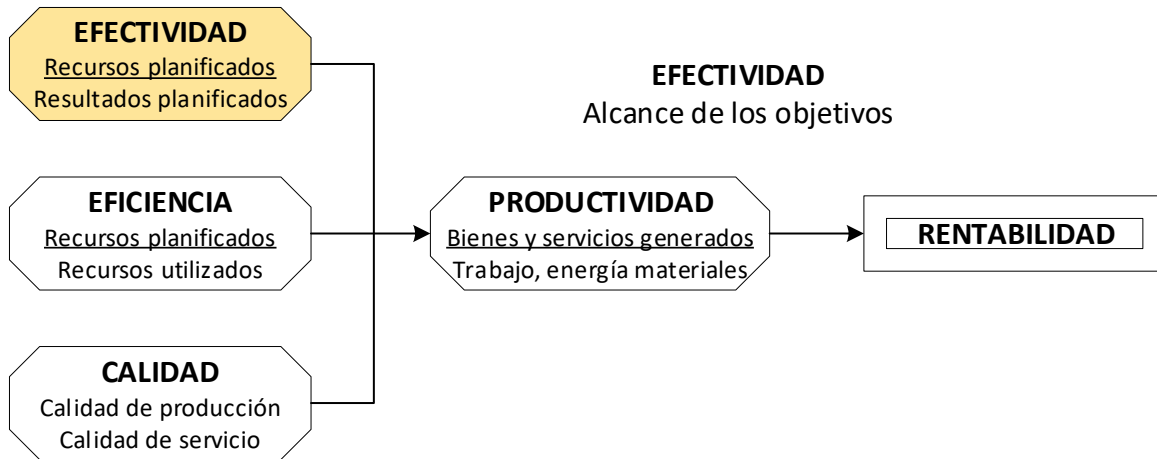 EFECTIVIDAD
Recursos planificados
Resultados planificados
EFECTIVIDAD
Alcance de los objetivos
EFICIENCIA
Recursos planificados
Recursos utilizados
PRODUCTIVIDAD
Bienes y servicios generados
Trabajo, energía materiales
RENTABILIDAD
CALIDAD
Calidad de producción
Calidad de servicio